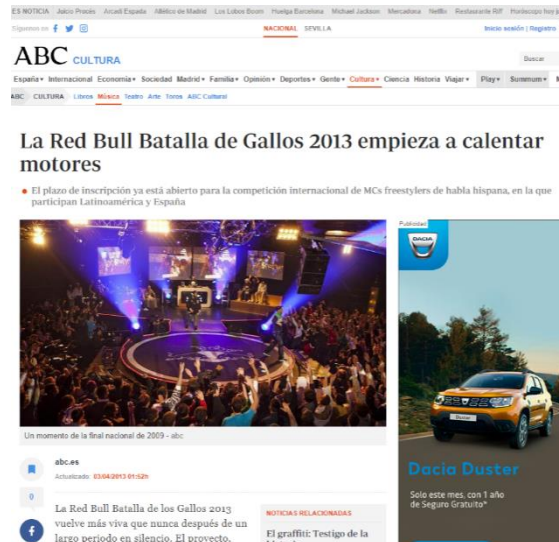 ES NOTICIA Juicio Procés Arcadi Espada Atlético de Madrid Los Lobos Boom Huelga Barcelona Michael Jackson Mercadona Netflix Restaurante Riff Horóscopo hoy
Síguenos en NACIONAL SEVILLA Inicio sesión | Registro
ABC CULTURA Buscar
España Internacional Economía Sociedad Madrid Familia Opinión Deportes Gente Cultura Ciencia Historia Viajar Play Summum
ABC CULTURA Libros Música Teatro Arte Toros ABC Cultural
La Red Bull Batalla de Gallos 2013 empieza a calentar
motores
El plazo de inscripción ya está abierto para la competición internacional de MCs freestylers de habla hispana, en la que
participan Latinoamérica y España
Publicidad
DACIA
Un momento de la final nacional de 2009 - abc
abc.es
Actualizado: 03/04/2013 01:52h
0
La Red Bull Batalla de los Gallos 2013
vuelve más viva que nunca después de un
largo periodo en silencio. El proyecto,
NOTICIAS RELACIONADAS
El graffiti: Testigo de la
Duster
Dacia Duster
Solo este mes, con 1 año
de Seguro Gratuito*